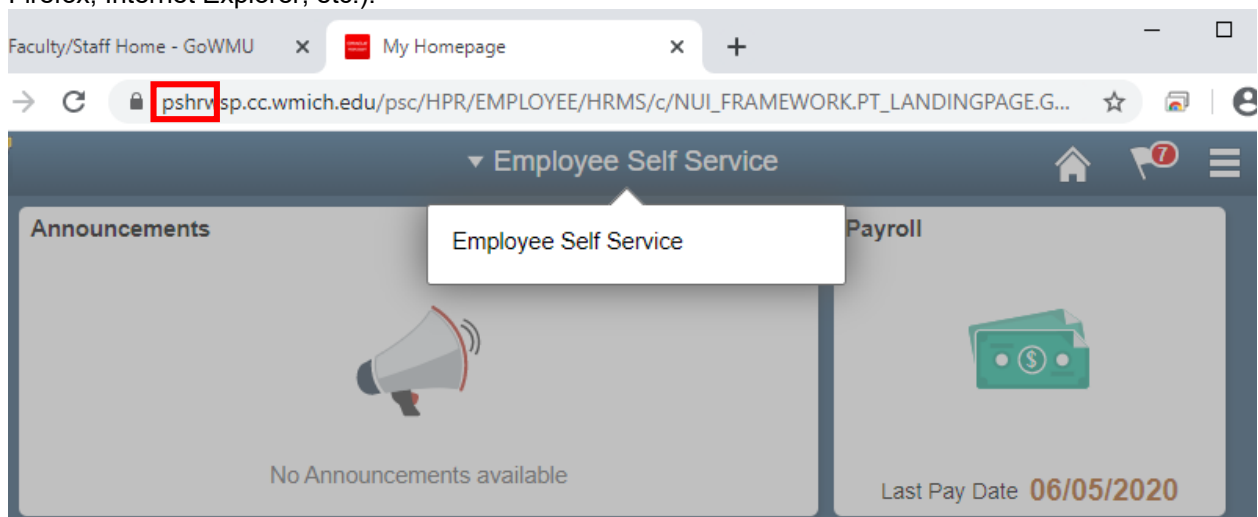 Firefox, Internet Explorer, etc.).
Faculty/Staff Home - GoWMU
My Homepage
pshrwsp.cc.wmich.edu/psc/HPR/EMPLOYEE/HRMS/c/NUI_FRAMEWORK.PT_LANDINGPAGE.G...
Employee Self Service
7
Announcements
Employee Self Service
Payroll
No Announcements available
Last Pay Date 06/05/2020